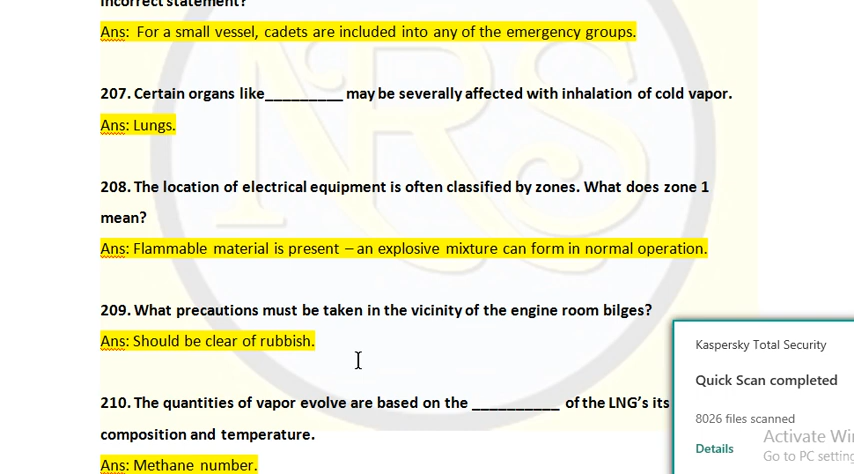 incorrect statement?
Ans: For a small vessel, cadets are included into any of the emergency groups.
207. Certain organs like_________ may be severally affected with inhalation of cold vapor.
Ans: Lungs.
208. The location of electrical equipment is often classified by zones. What does zone 1
mean?
Ans: Flammable material is present – an explosive mixture can form in normal operation.
209. What precautions must be taken in the vicinity of the engine room bilges?
Ans: Should be clear of rubbish.
210. The quantities of vapor evolve are based on the __________ of the LNG's its
composition and temperature.
Ans: Methane number.
NRS
Kaspersky Total Security
Quick Scan completed
8026 files scanned
Details
Activate Wi
Go to PC setting